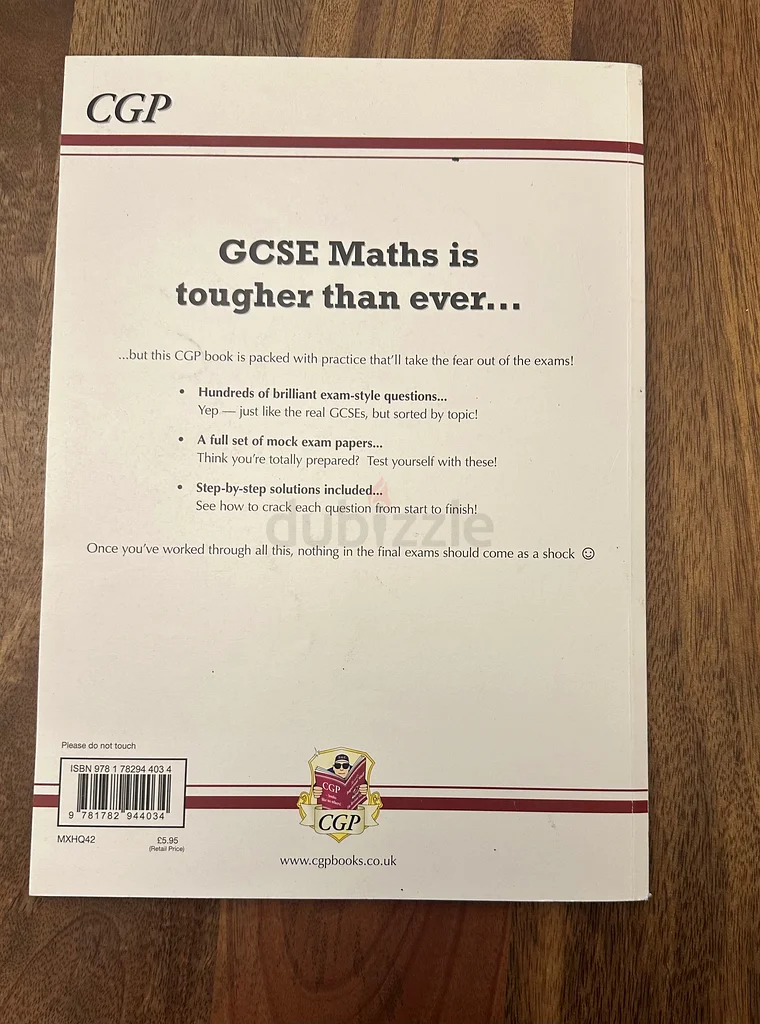 CGP
GCSE Maths is
tougher than ever...
...but this CGP book is packed with practice that'll take the fear out of the exams!
• Hundreds of brilliant exam-style questions...
Yep — just like the real GCSEs, but sorted by topic!
• A full set of mock exam papers...
Think you're totally prepared? Test yourself with these!
• Step-by-step solutions included...
See how to crack each question from start to finish!
dubizzle
Once you've worked through all this, nothing in the final exams should come as a shock ☺
Please do not touch
ISBN 978 1 78294 403 4
9 781782 944034
MXHQ42
£5.95
(Retail Price)
CGP
CGP
www.cgpbooks.co.uk